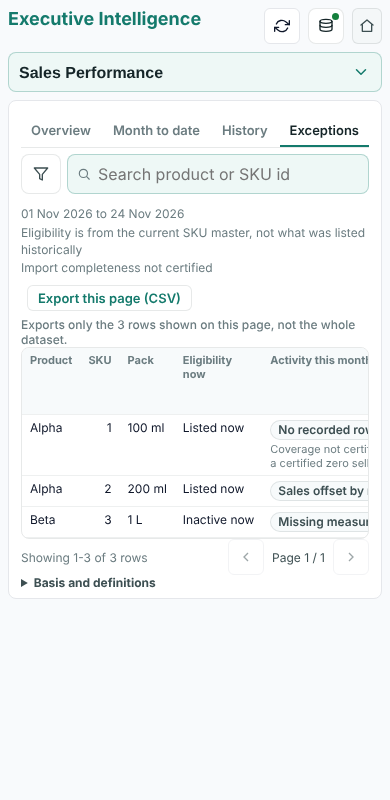 Executive Intelligence
Sales Performance
Overview Month to date History Exceptions
Search product or SKU id
01 Nov 2026 to 24 Nov 2026
Eligibility is from the current SKU master, not what was listed
historically
Import completeness not certified
Export this page (CSV)
Exports only the 3 rows shown on this page, not the whole
dataset.
Product SKU Pack Eligibility now Activity this month
Alpha 1 100 ml Listed now No recorded
Coverage not
a certified zero
Alpha 2 200 ml Listed now Sales offset by
Beta 3 1 L Inactive now Missing
Showing 1-3 of 3 rows Page 1 / 1
Basis and definitions